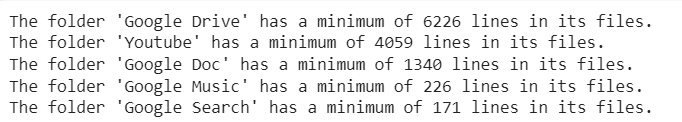 The folder 'Google Drive' has a minimum of 6226 lines in its files.
The folder 'Youtube' has a minimum of 4059 lines in its files.
The folder 'Google Doc' has a minimum of 1340 lines in its files.
The folder 'Google Music' has a minimum of 226 lines in its files.
The folder 'Google Search' has a minimum of 171 lines in its files.